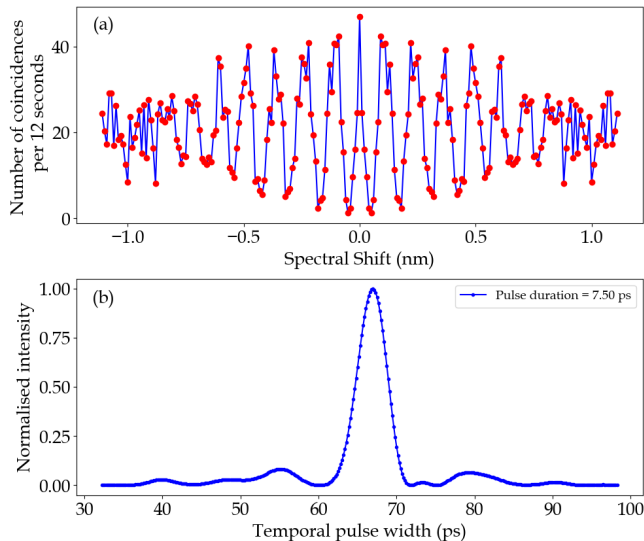 (a)
40
20
0
Number of coincidences
per 12 seconds
−1.0
−0.5
0.0
0.5
1.0
Spectral Shift (nm)
(b)
Pulse duration = 7.50 ps
1.00
0.75
0.50
0.25
0.00
Normalised intensity
30
40
50
60
70
80
90
100
Temporal pulse width (ps)